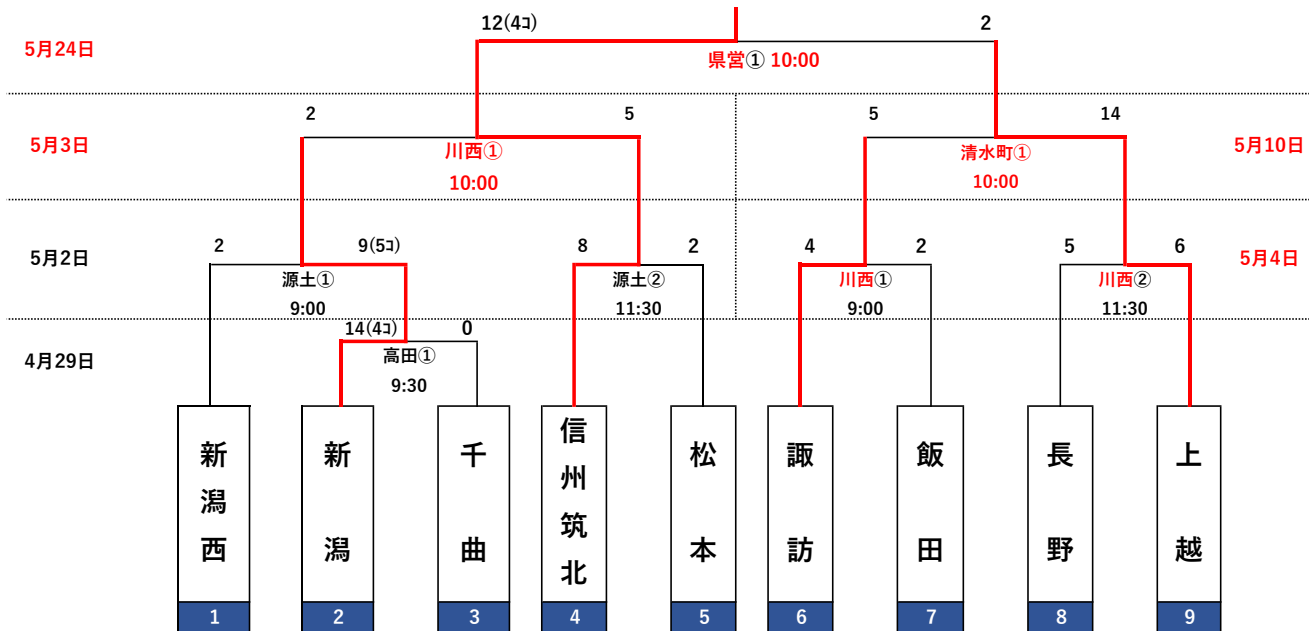 12(4ｺ) 2
5月24日
県営① 10:00
2 5 5 14
5月3日 川西① 清水町① 5月10日
10:00 10:00
2 9(5ｺ) 8 2 4 2 5 6
5月2日 5月4日
源土① 源土② 川西① 川西②
9:00 11:30 9:00 11:30
14(4ｺ) 0
4月29日 高田①
9:30
新潟西 新潟 千曲 信州筑北 松本 諏訪 飯田 長野 上越
1 2 3 4 5 6 7 8 9